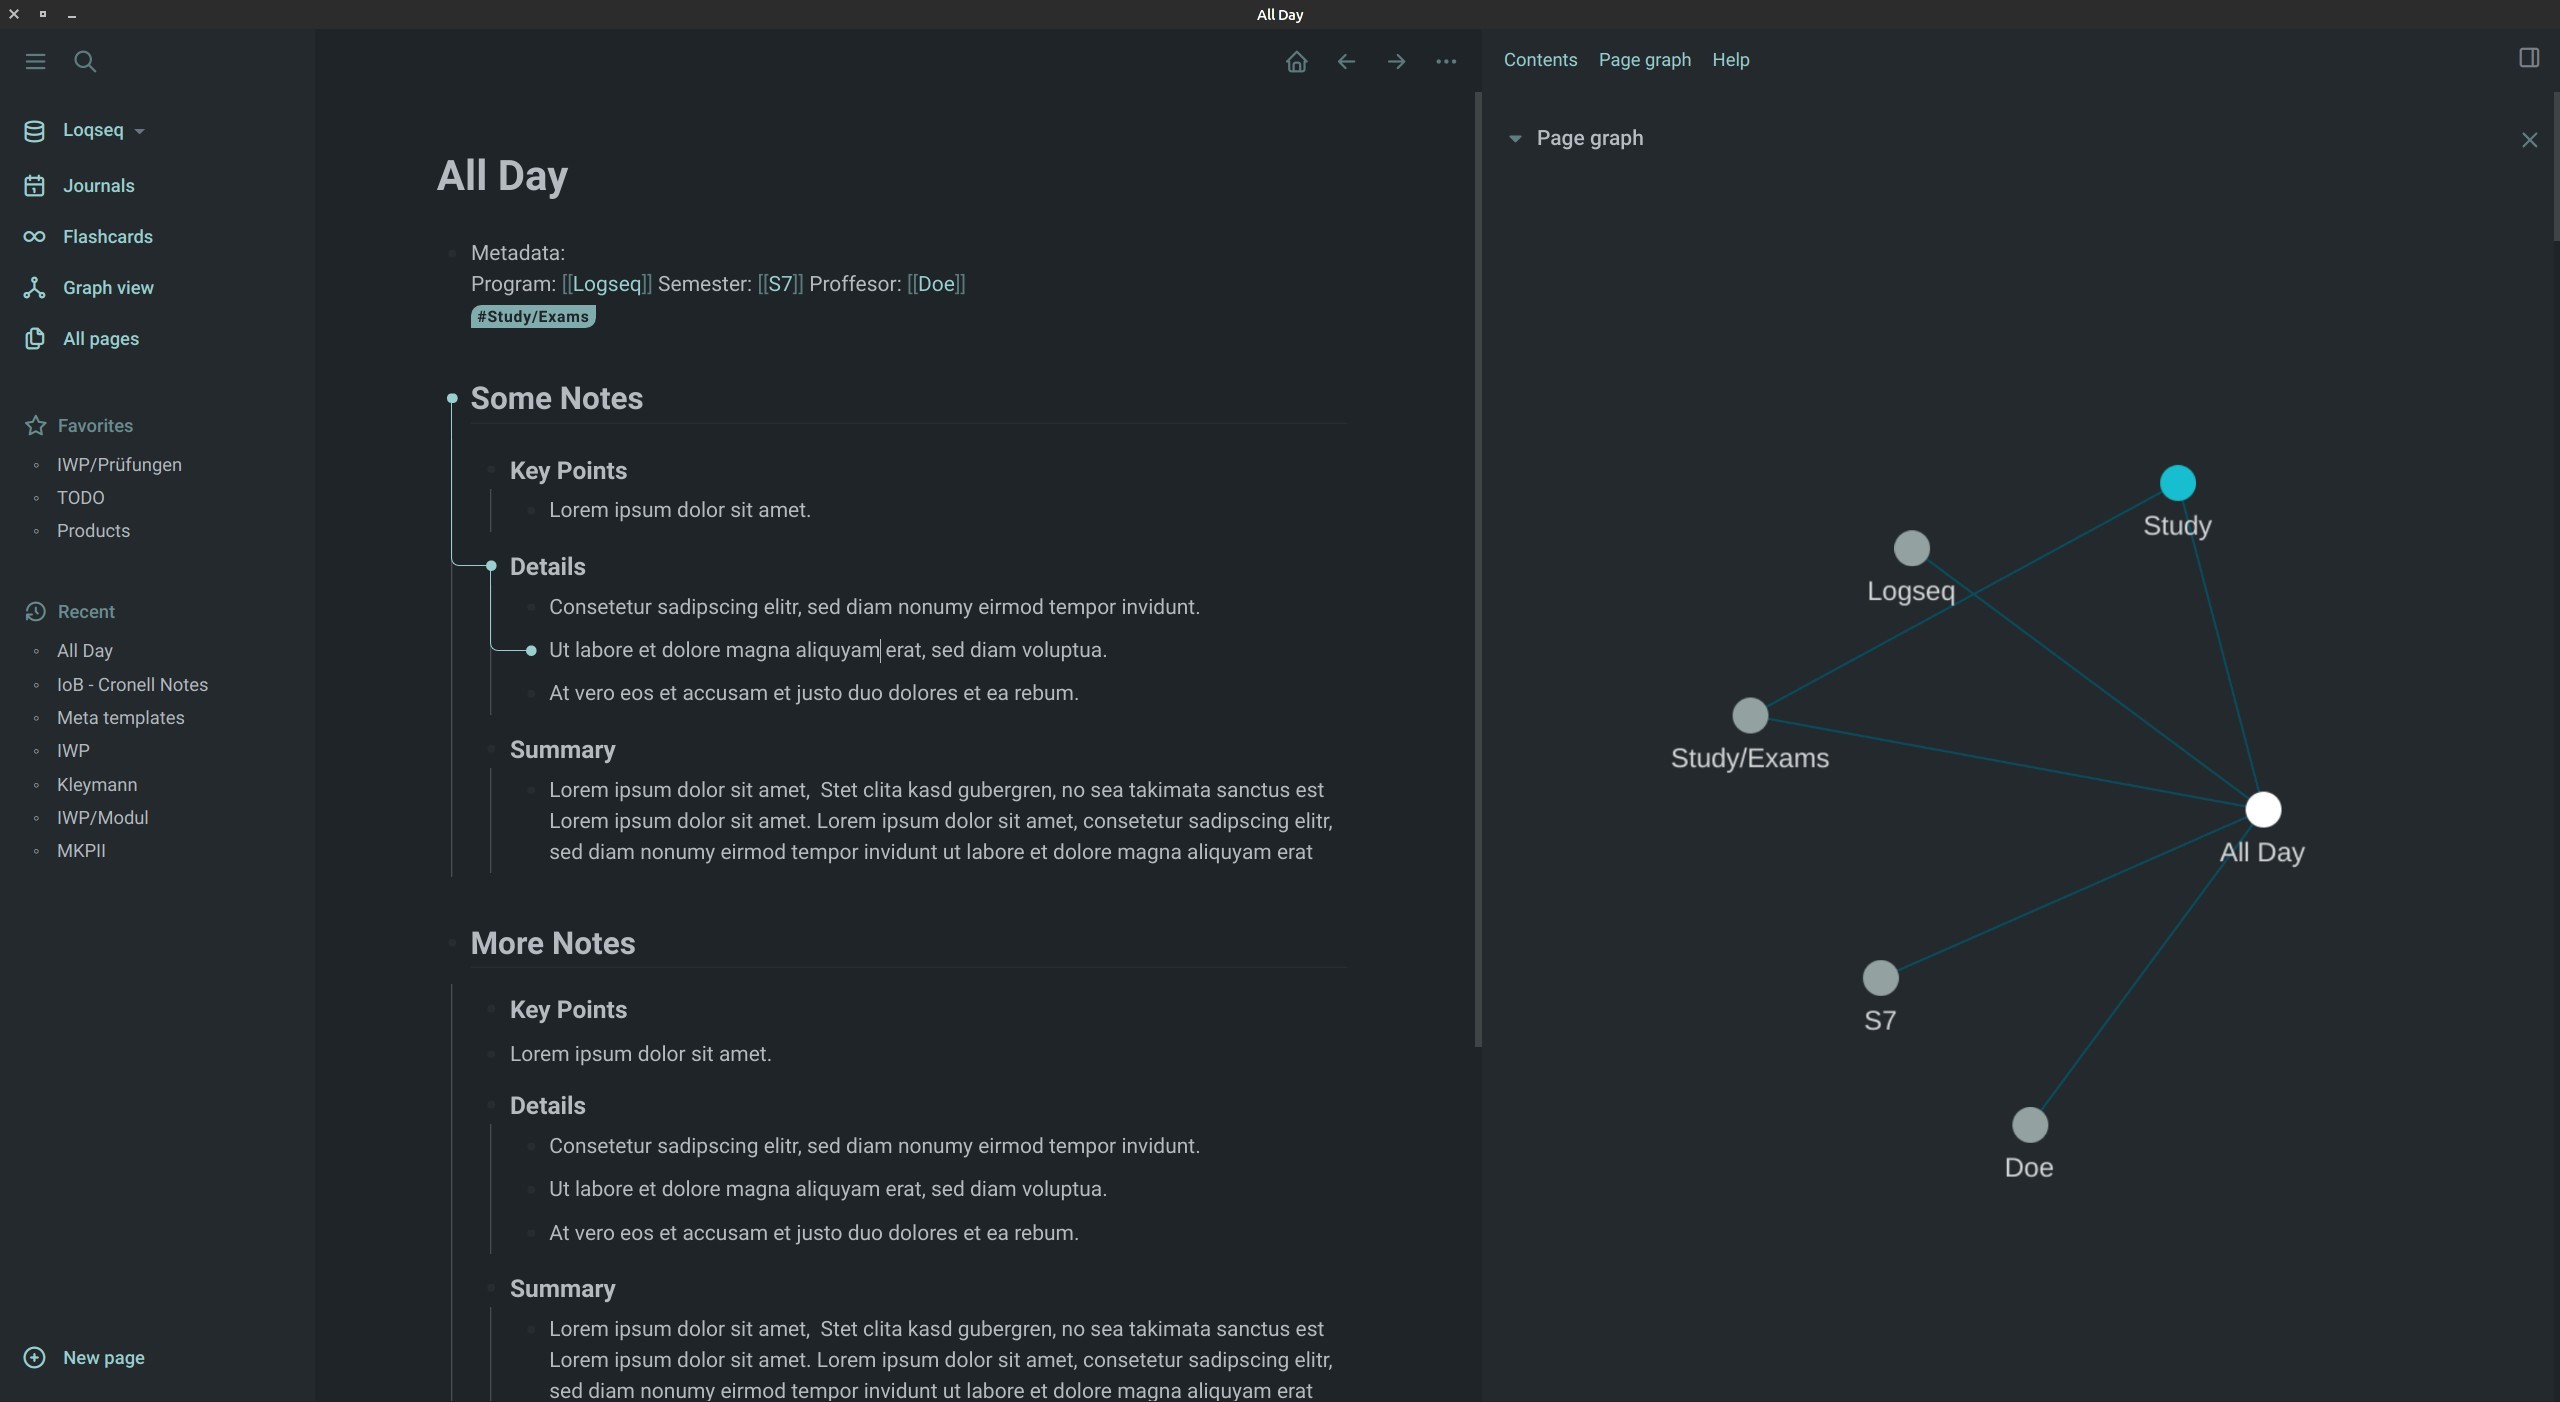 All Day
Loqseq
Journals
Flashcards
Graph view
All pages
Favorites
IWP/Prüfungen
TODO
Products
Recent
All Day
IoB - Cronell Notes
Meta templates
IWP
Kleymann
IWP/Modul
MKPII
New page
All Day
Metadata:
Program: [[Logseq]] Semester: [[S7]] Proffesor: [[Doe]]
#Study/Exams
Some Notes
Key Points
Lorem ipsum dolor sit amet.
Details
Consetetur sadipscing elitr, sed diam nonumy eirmod tempor invidunt.
Ut labore et dolore magna aliquyam erat, sed diam voluptua.
At vero eos et accusam et justo duo dolores et ea rebum.
Summary
Lorem ipsum dolor sit amet,  Stet clita kasd gubergren, no sea takimata sanctus est
Lorem ipsum dolor sit amet. Lorem ipsum dolor sit amet, consetetur sadipscing elitr,
sed diam nonumy eirmod tempor invidunt ut labore et dolore magna aliquyam erat
More Notes
Key Points
Lorem ipsum dolor sit amet.
Details
Consetetur sadipscing elitr, sed diam nonumy eirmod tempor invidunt.
Ut labore et dolore magna aliquyam erat, sed diam voluptua.
At vero eos et accusam et justo duo dolores et ea rebum.
Summary
Lorem ipsum dolor sit amet,  Stet clita kasd gubergren, no sea takimata sanctus est
Lorem ipsum dolor sit amet. Lorem ipsum dolor sit amet, consetetur sadipscing elitr,
sed diam nonumy eirmod tempor invidunt ut labore et dolore magna aliquyam erat
Contents Page graph Help
Page graph
Study
Logseq
Study/Exams
All Day
S7
Doe